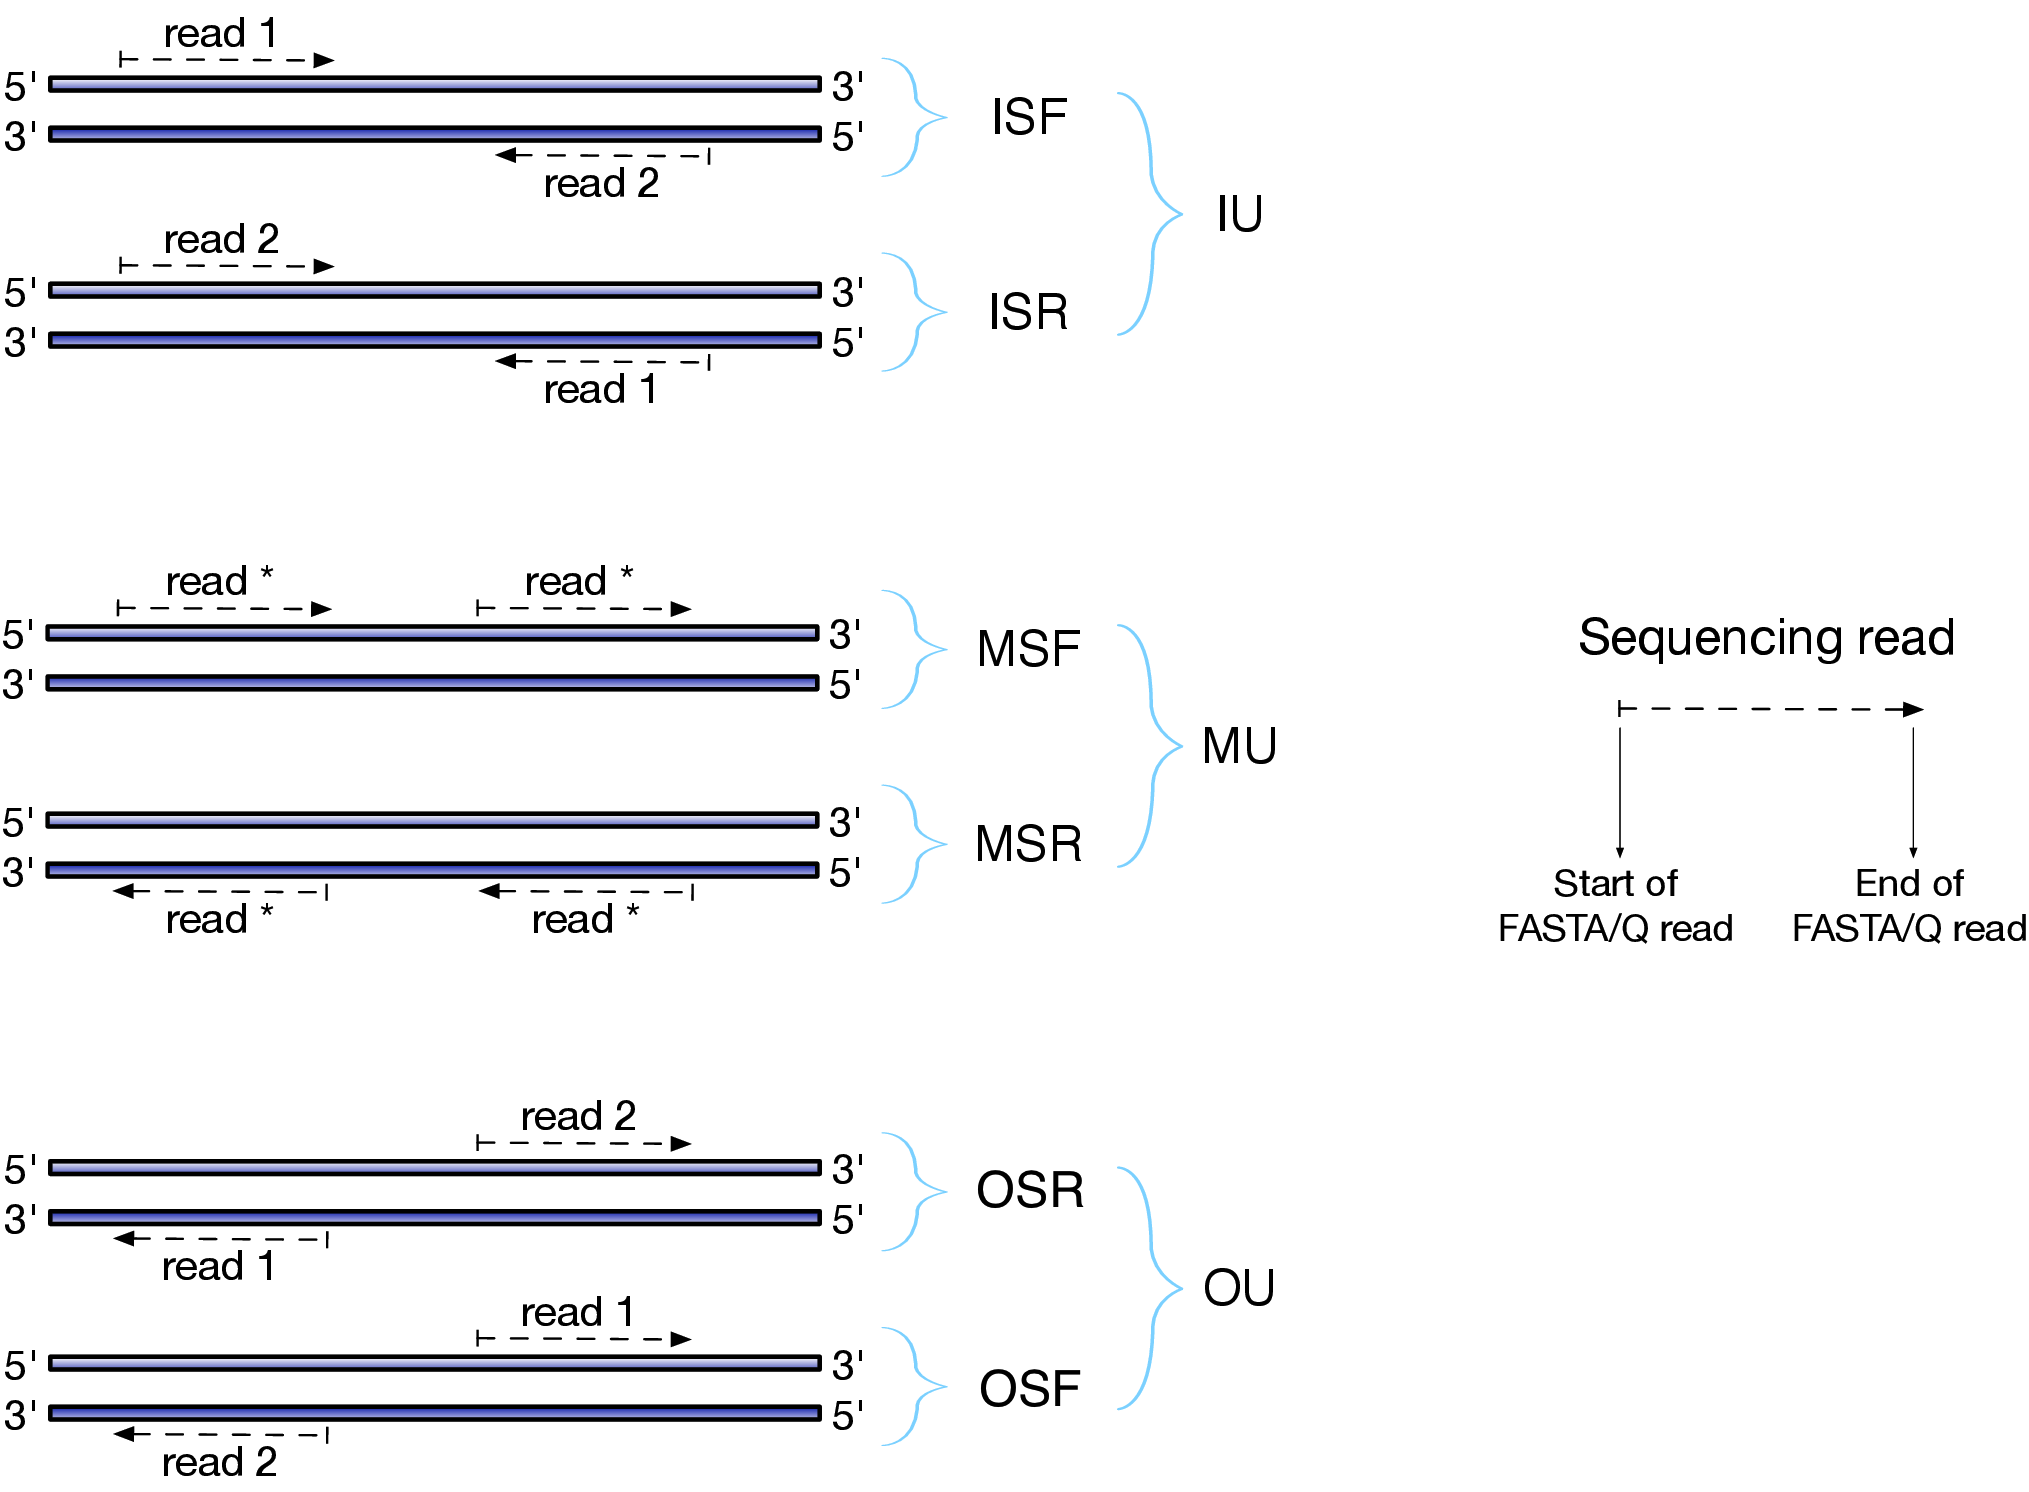 read 1
5' 3'
3' 5'
read 2
ISF
read 2
5' 3'
3' 5'
read 1
ISR
IU
read * read *
5' 3'
3' 5'
MSF
5' 3'
3' 5'
read * read *
MSR
MU
Sequencing read
Start of
FASTA/Q read
End of
FASTA/Q read
read 2
5' 3'
3' 5'
read 1
OSR
read 1
5' 3'
3' 5'
read 2
OSF
OU